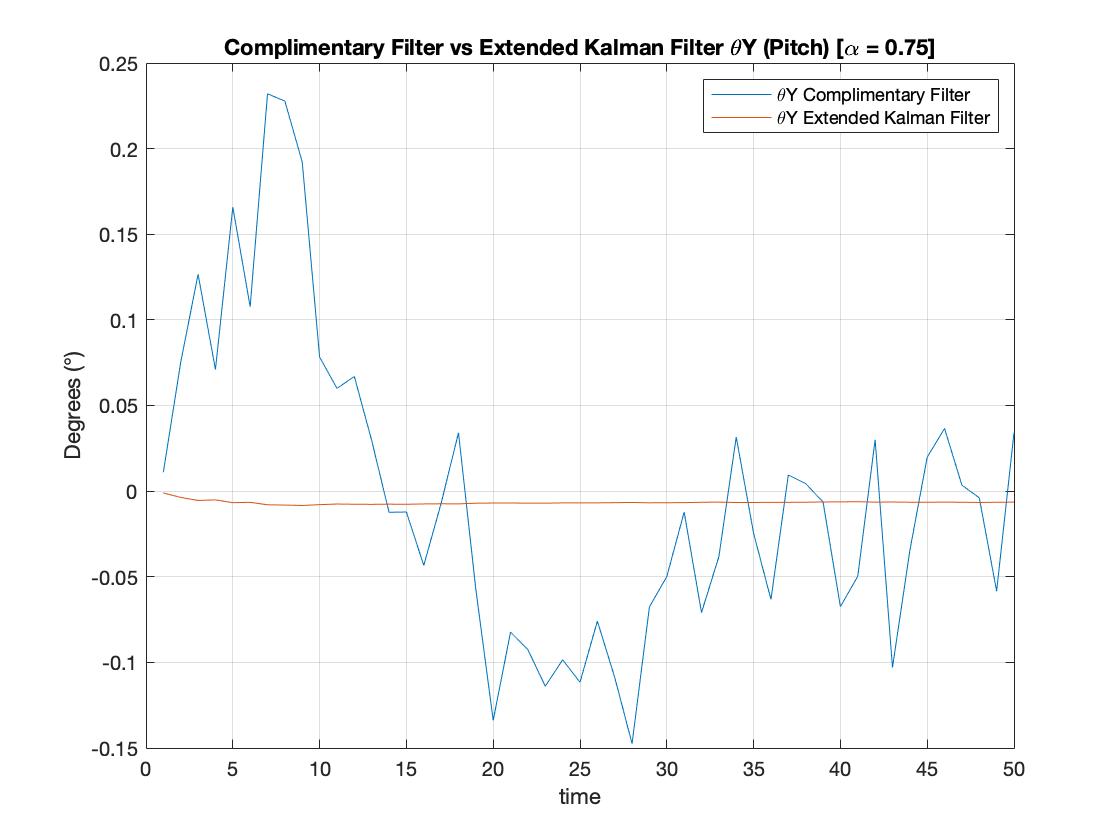 Complimentary Filter vs Extended Kalman Filter θY (Pitch) [α = 0.75]
θY Complimentary Filter
θY Extended Kalman Filter
Degrees (°)
0.25
0.2
0.15
0.1
0.05
0
-0.05
-0.1
-0.15
0 5 10 15 20 25 30 35 40 45 50
time